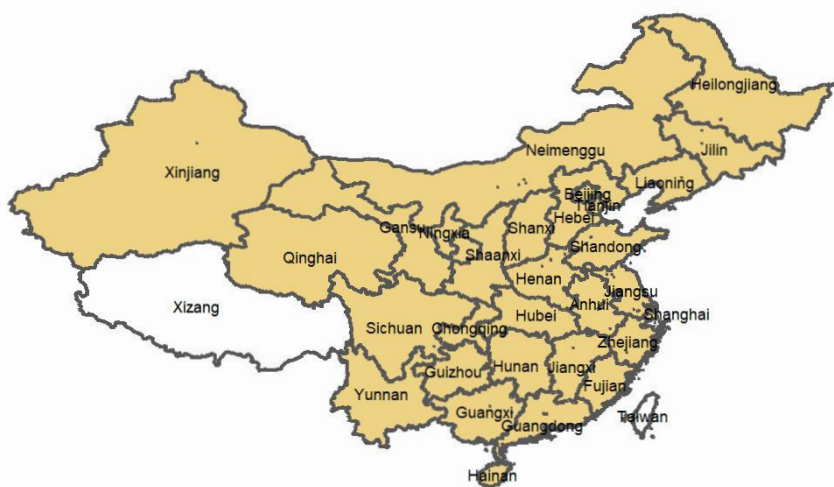 Heilongjiang
Neimenggu
Jilin
Xinjiang
Liaoning
Beijing
Tianjin
Hebei
Gansu
Ningxia
Shanxi
Shandong
Qinghai
Shaanxi
Henan
Jiangsu
Anhui
Xizang
Hubei
Shanghai
Sichuan
Chongqing
Zhejiang
Guizhou
Hunan
Jiangxi
Fujian
Yunnan
Guangxi
Guangdong
Taiwan
Hainan